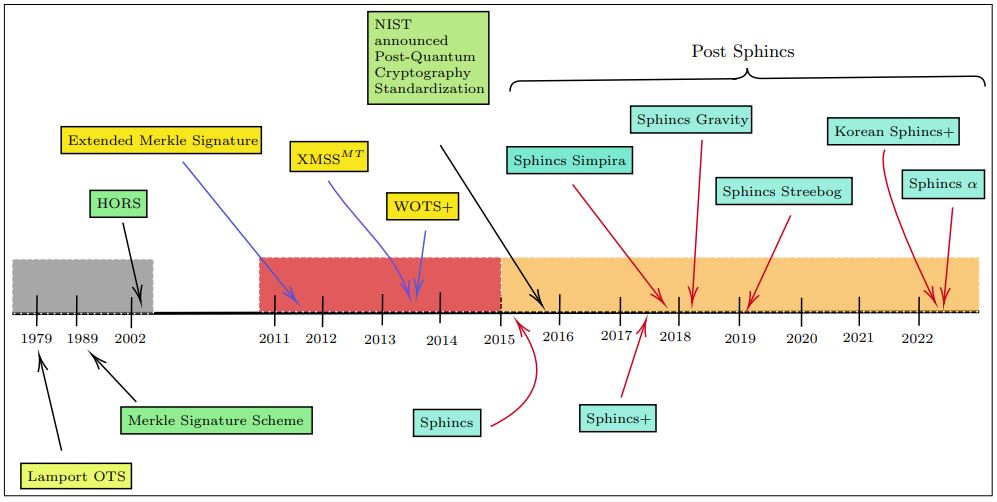 NIST
announced
Post-Quantum
Cryptography
Standardization
Post Sphincs
Extended Merkle Signature
XMSS^{MT}
HORS
WOTS+
Sphincs Simpira
Sphincs Gravity
Sphincs Streebog
Korean Sphincs+
Sphincs α
1979 1989 2002 2011 2012 2013 2014 2015 2016 2017 2018 2019 2020 2021 2022
Merkle Signature Scheme
Lamport OTS
Sphincs
Sphincs+